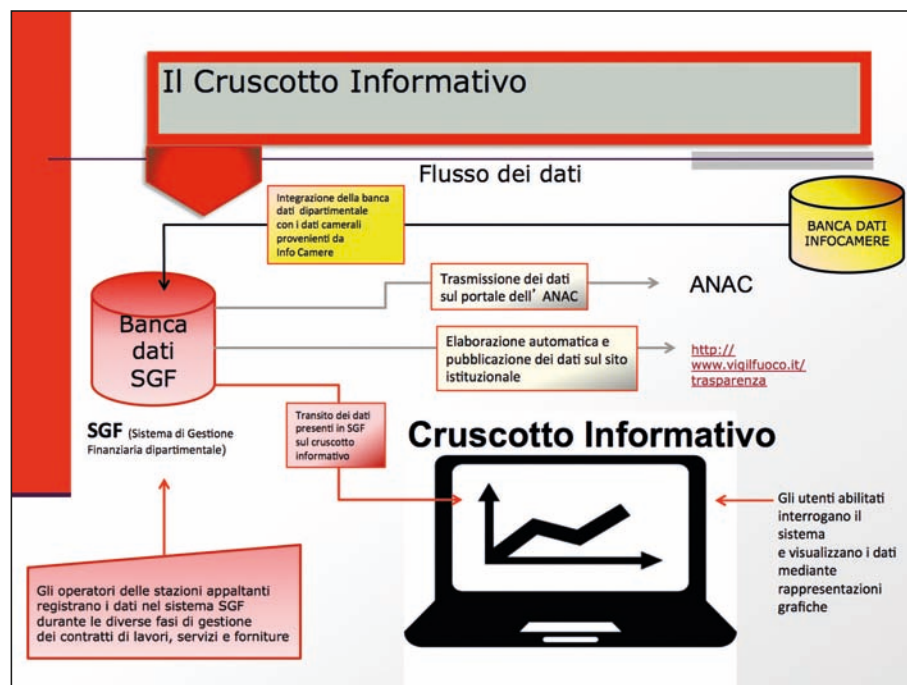 Il Cruscotto Informativo
Flusso dei dati
Integrazione della banca
dati dipartimentale
con i dati camerali
provenienti da
Info Camere
BANCA DATI
INFOCAMERE
Trasmissione dei dati
sul portale dell' ANAC
ANAC
Banca
dati
SGF
Elaborazione automatica e
pubblicazione dei dati sul sito
istituzionale
http://
www.vigilfuoco.it/
trasparenza
SGF (Sistema di Gestione
Finanziaria dipartimentale)
Transito dei dati
presenti in SGF
sul cruscotto
informativo
Cruscotto Informativo
Gli utenti abilitati
interrogano il
sistema
e visualizzano i dati
mediante
rappresentazioni
grafiche
Gli operatori delle stazioni appaltanti
registrano i dati nel sistema SGF
durante le diverse fasi di gestione
dei contratti di lavori, servizi e forniture